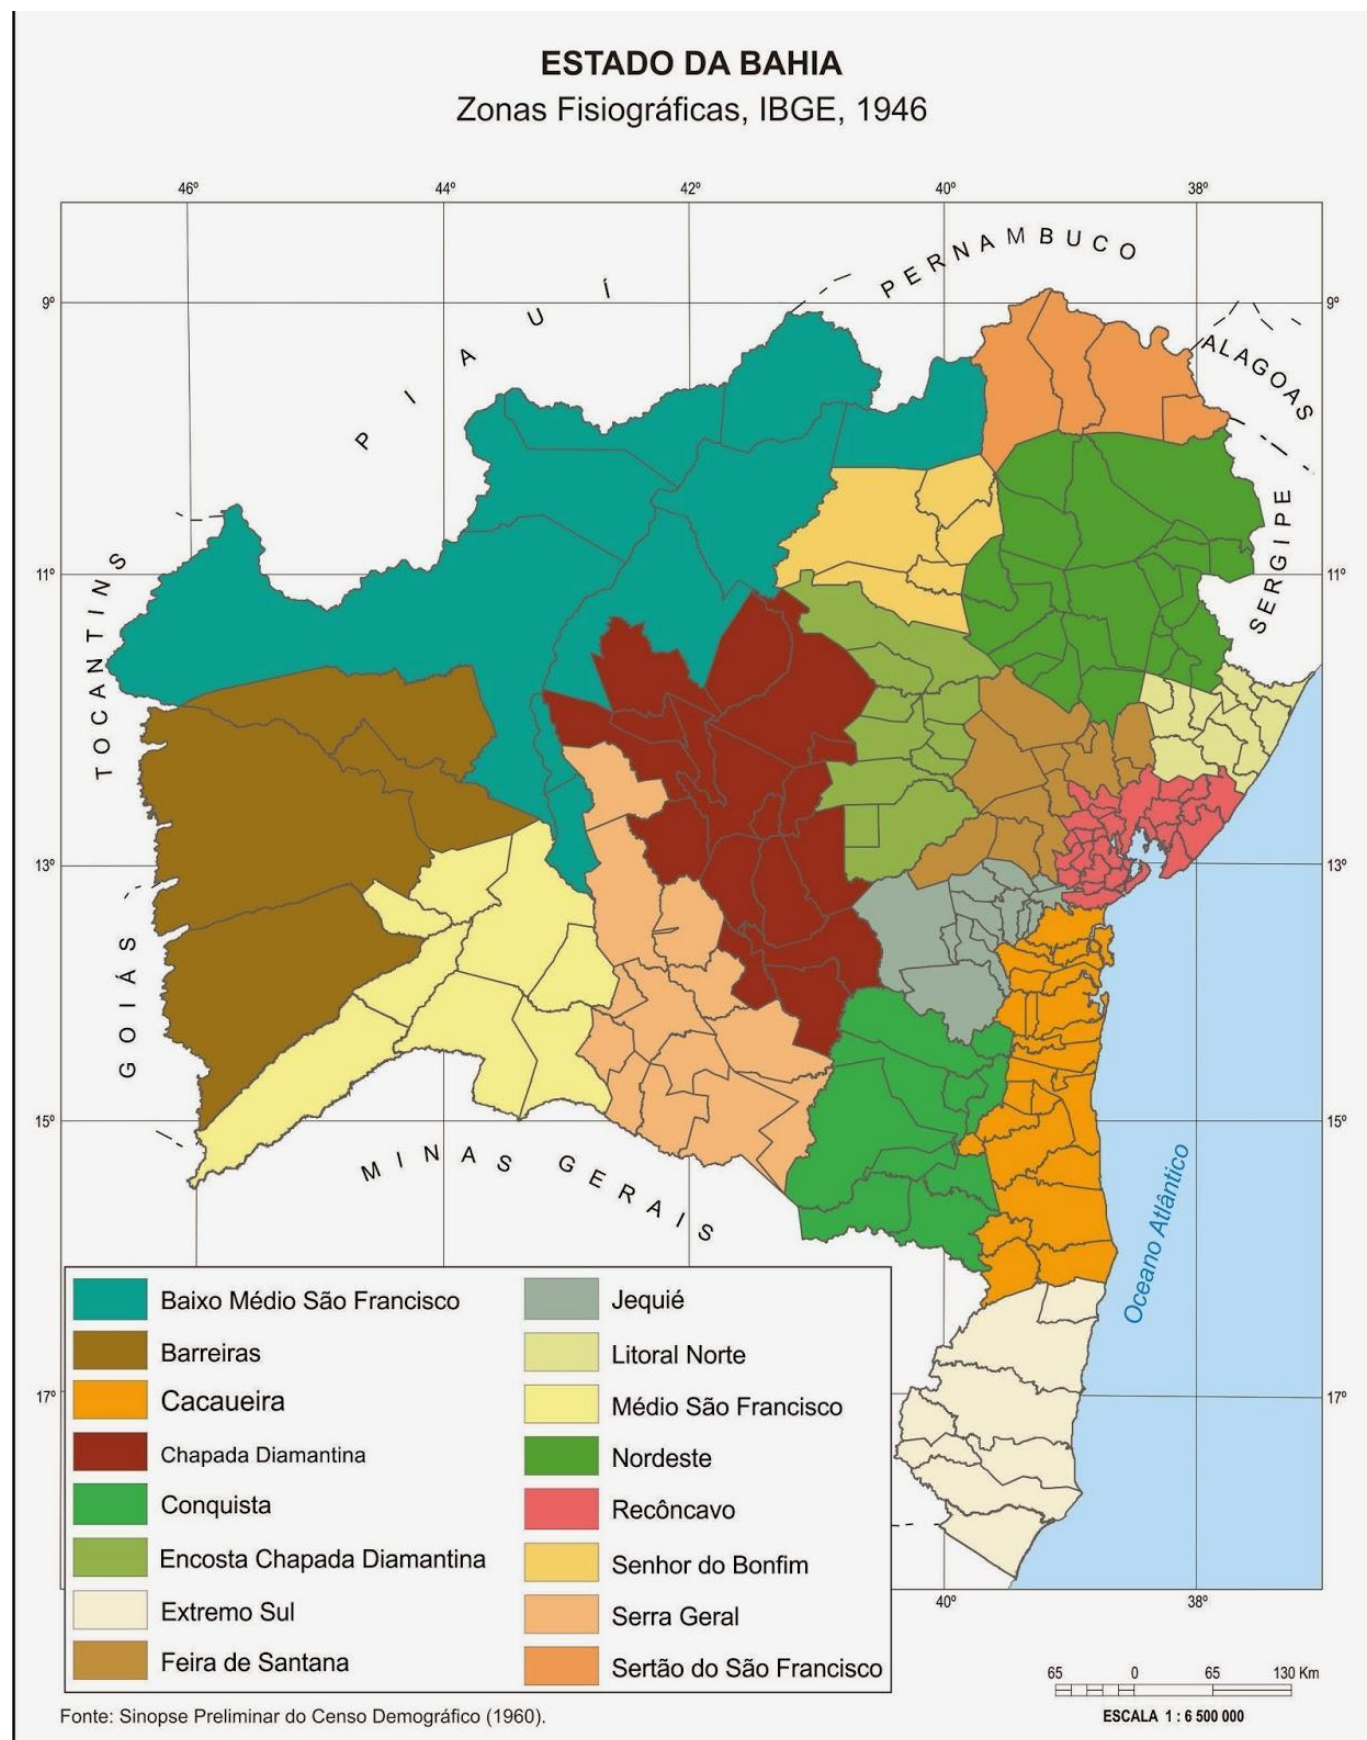 ESTADO DA BAHIA
Zonas Fisiográficas, IBGE, 1946
46º
44º
42º
40º
38º
PERNAMBUCO
PIAUÍ
9º
9º
ALAGOAS
SERGIPE
TOCANTINS
11º
11º
13º
13º
GOIÁS
15º
15º
MINAS GERAIS
Oceano Atlântico
17º
17º
Baixo Médio São Francisco
Barreiras
Cacaueira
Chapada Diamantina
Conquista
Encosta Chapada Diamantina
Extremo Sul
Feira de Santana
Jequié
Litoral Norte
Médio São Francisco
Nordeste
Recôncavo
Senhor do Bonfim
Serra Geral
Sertão do São Francisco
40º
38º
65 0 65 130 Km
ESCALA 1 : 6 500 000
Fonte: Sinopse Preliminar do Censo Demográfico (1960).